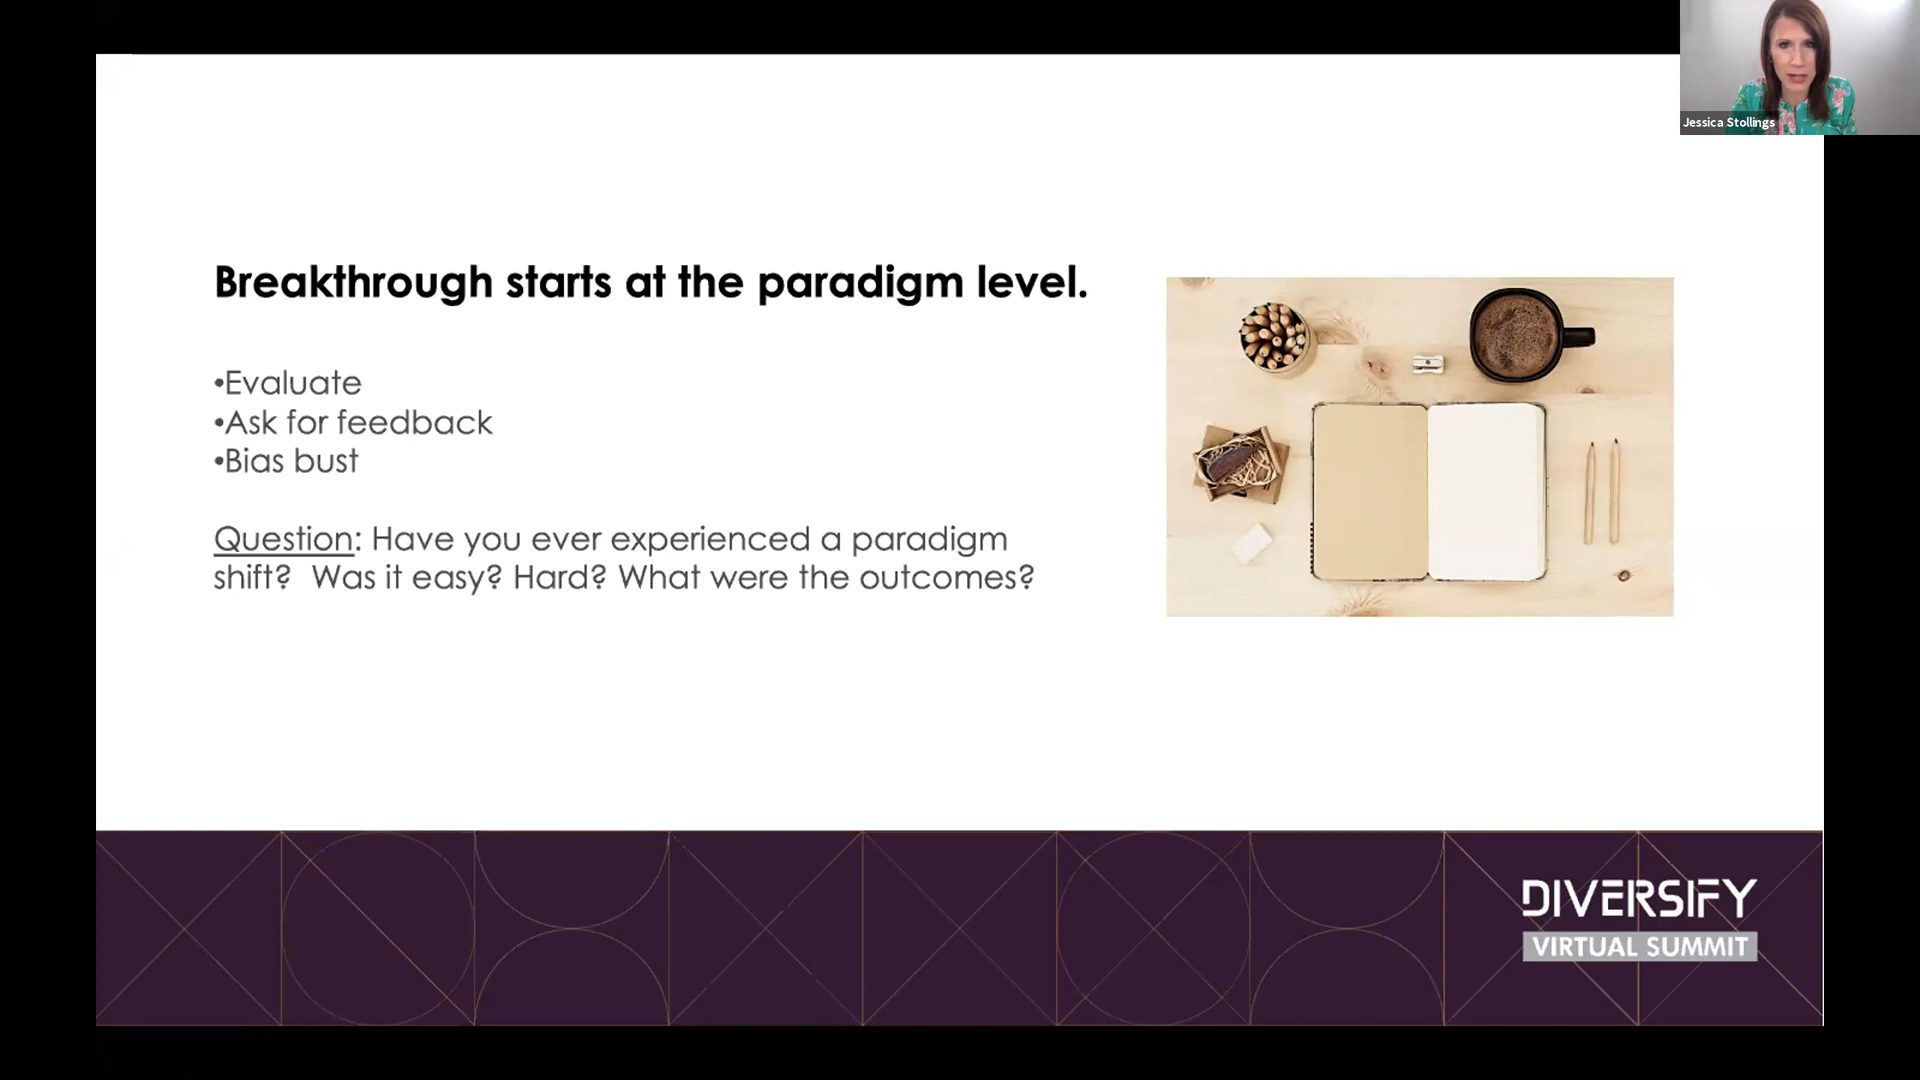 Jessica Stollings
Breakthrough starts at the paradigm level.
•Evaluate
•Ask for feedback
•Bias bust
Question: Have you ever experienced a paradigm
shift?  Was it easy? Hard? What were the outcomes?
DIVERSIFY
VIRTUAL SUMMIT